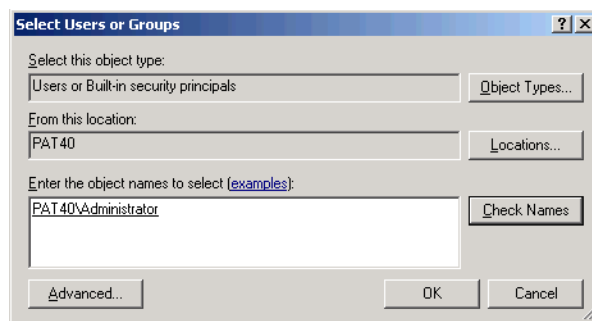 Select Users or Groups
Select this object type:
Users or Built-in security principals
Object Types...
From this location:
PAT40
Locations...
Enter the object names to select (examples):
PAT40\Administrator
Check Names
Advanced...
OK
Cancel